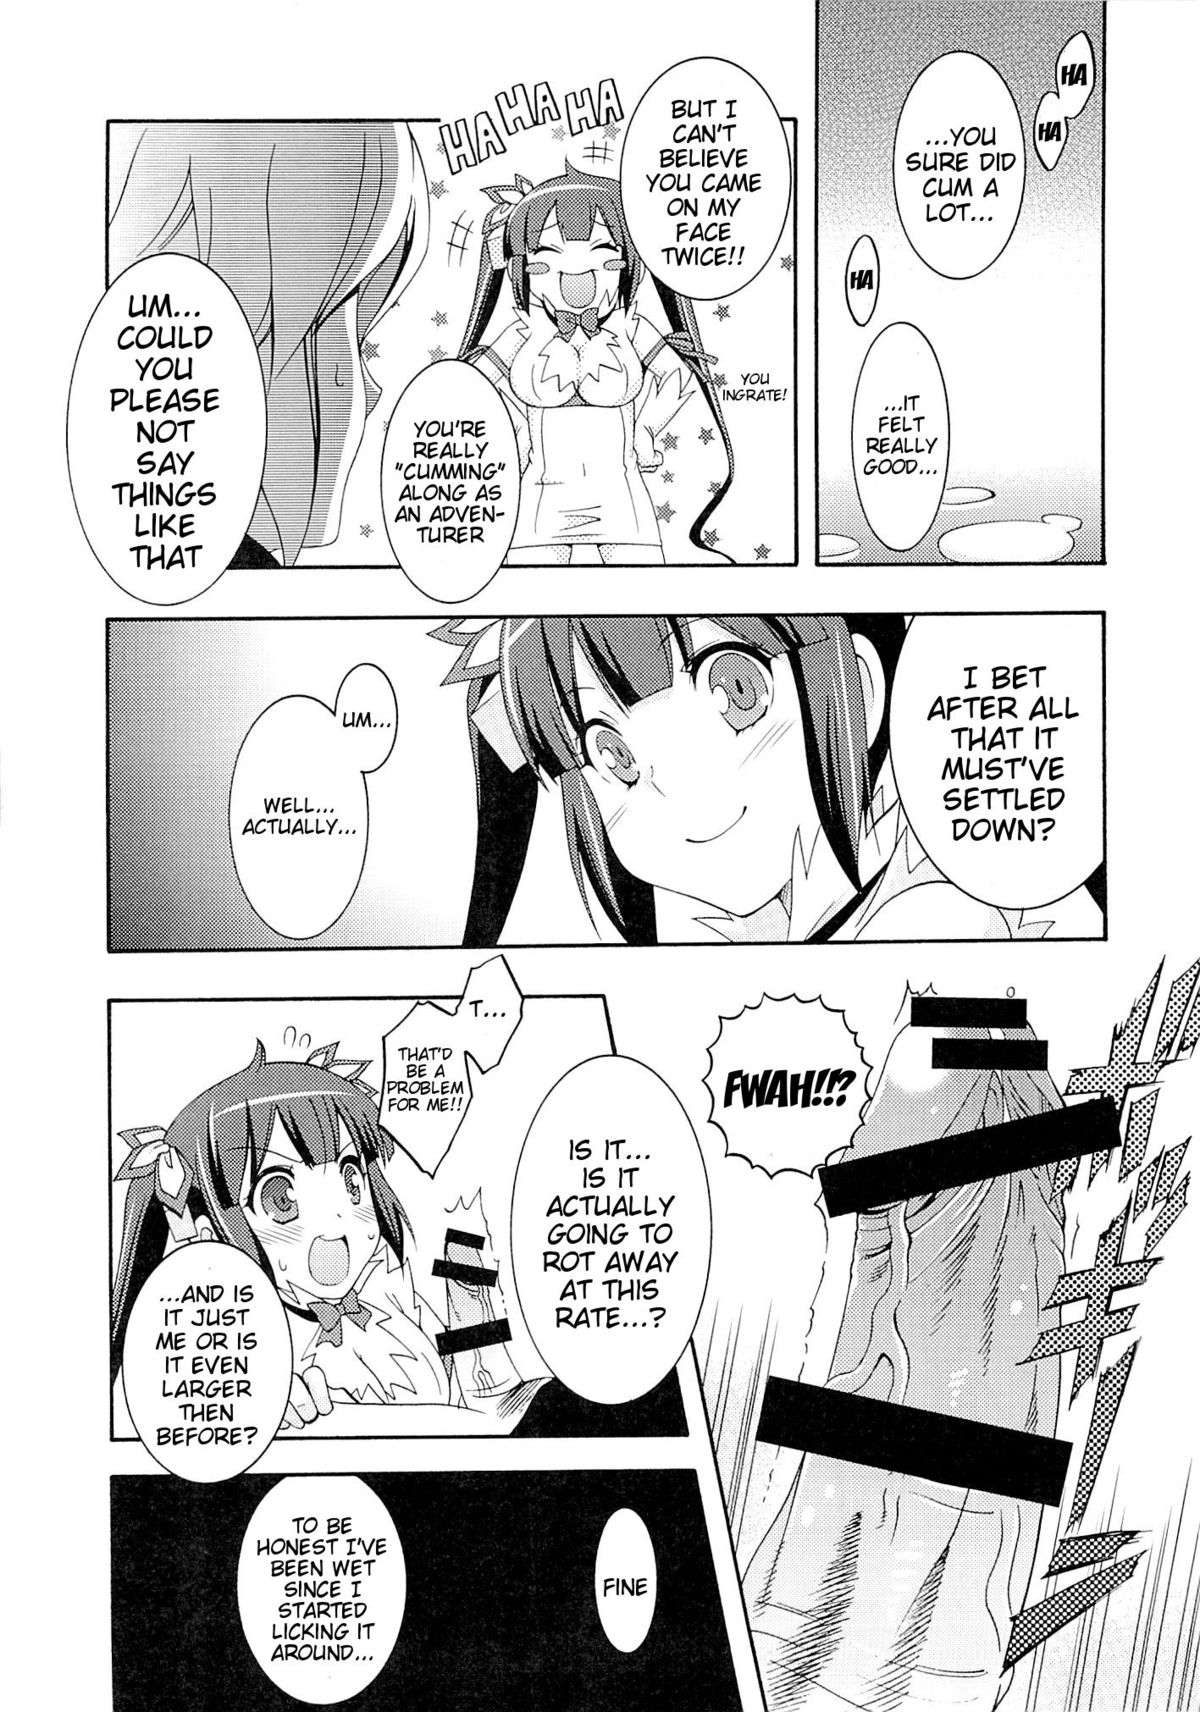 HA
HA
...YOU
SURE DID
CUM A
LOT...
HA
...IT
FELT
REALLY
GOOD...
BUT I
CAN'T
BELIEVE
YOU CAME
ON MY
FACE
TWICE!!
HA HA HA HA
YOU
INGRATE!
YOU'RE
REALLY
"CUMMING"
ALONG AS
AN ADVEN-
TURER
UM...
COULD
YOU
PLEASE
NOT
SAY
THINGS
LIKE
THAT
I BET
AFTER ALL
THAT IT
MUST'VE
SETTLED
DOWN?
UM...
WELL...
ACTUALLY...
FWAH!!!?
T...
THAT'D
BE A
PROBLEM
FOR ME!!
IS IT...
IS IT
ACTUALLY
GOING TO
ROT AWAY
AT THIS
RATE...?
...AND IS
IT JUST
ME OR IS
IT EVEN
LARGER
THEN
BEFORE?
FINE
TO BE
HONEST I'VE
BEEN WET
SINCE I
STARTED
LICKING IT
AROUND...